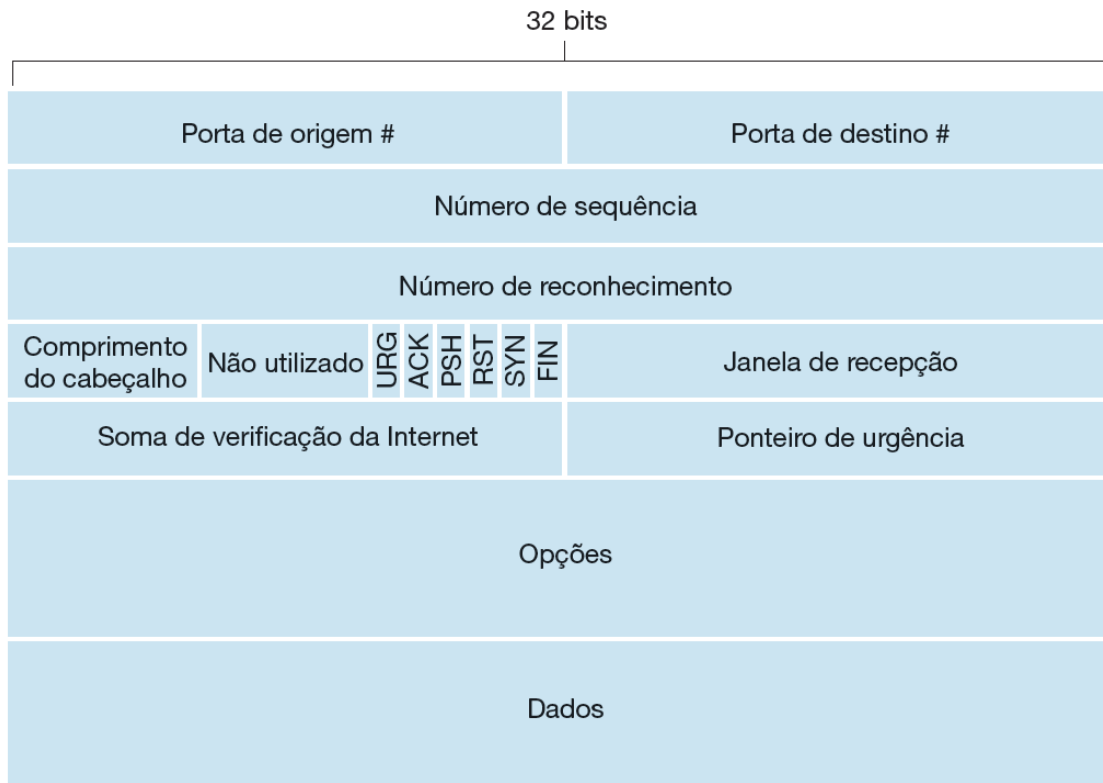 32 bits
Porta de origem #
Porta de destino #
Número de sequência
Número de reconhecimento
Comprimento
do cabeçalho
Não utilizado
URG
ACK
PSH
RST
SYN
FIN
Janela de recepção
Soma de verificação da Internet
Ponteiro de urgência
Opções
Dados